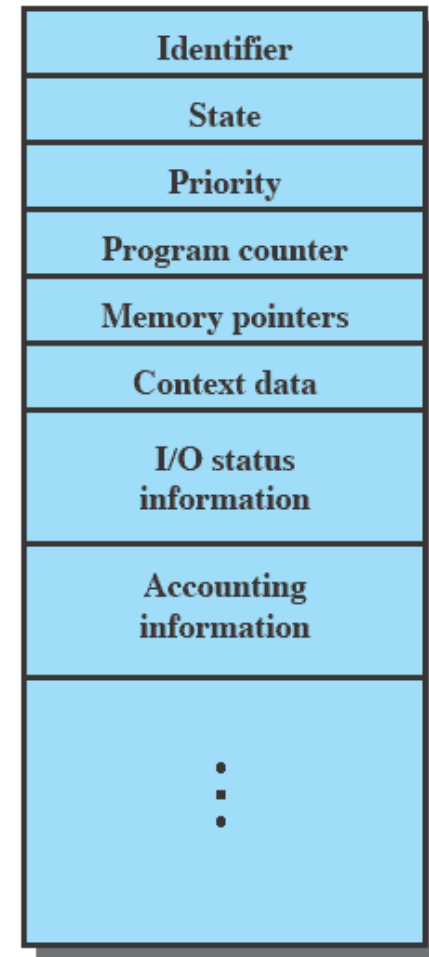 Identifier
State
Priority
Program counter
Memory pointers
Context data
I/O status
information
Accounting
information